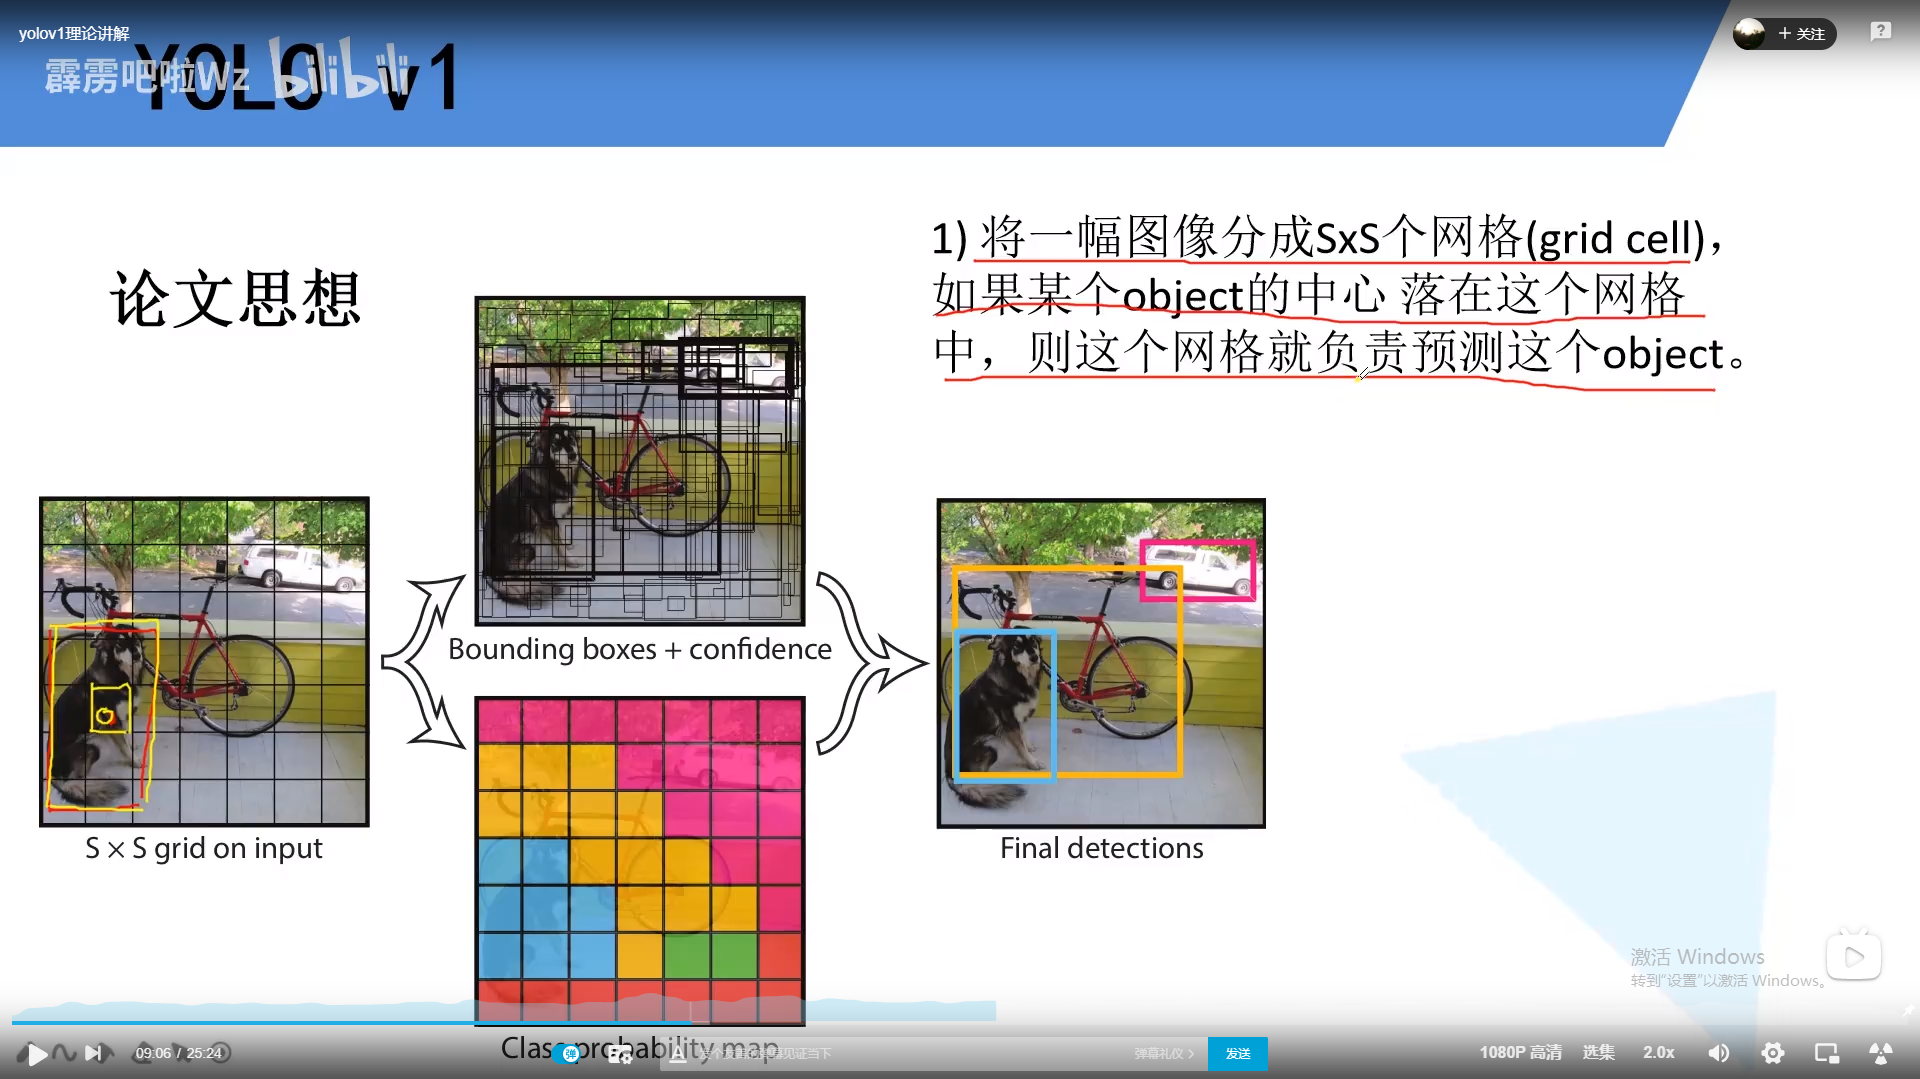 yolov1理论讲解
+ 关注
?
霹雳吧啦Wz bilibili
YOLO v1
论文思想
1) 将一幅图像分成SxS个网格(grid cell)，
如果某个object的中心 落在这个网格
中，则这个网格就负责预测这个object。
Bounding boxes + confidence
S × S grid on input
Final detections
Class probability map
激活 Windows
转到“设置”以激活 Windows。
09:06 / 25:24
弹
弹幕礼仪 >
发送
1080P 高清
选集
2.0x